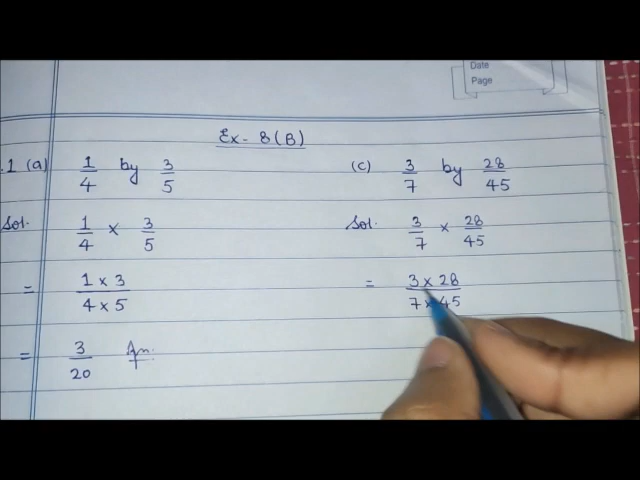 Date
Page
Ex - 8(B)
.1 (a) 1/4 by 3/5
Sol. 1/4 × 3/5
= 1 × 3 / 4 × 5
= 3/20 An:
(c) 3/7 by 28/45
Sol. 3/7 × 28/45
= 3 × 28 / 7 × 45